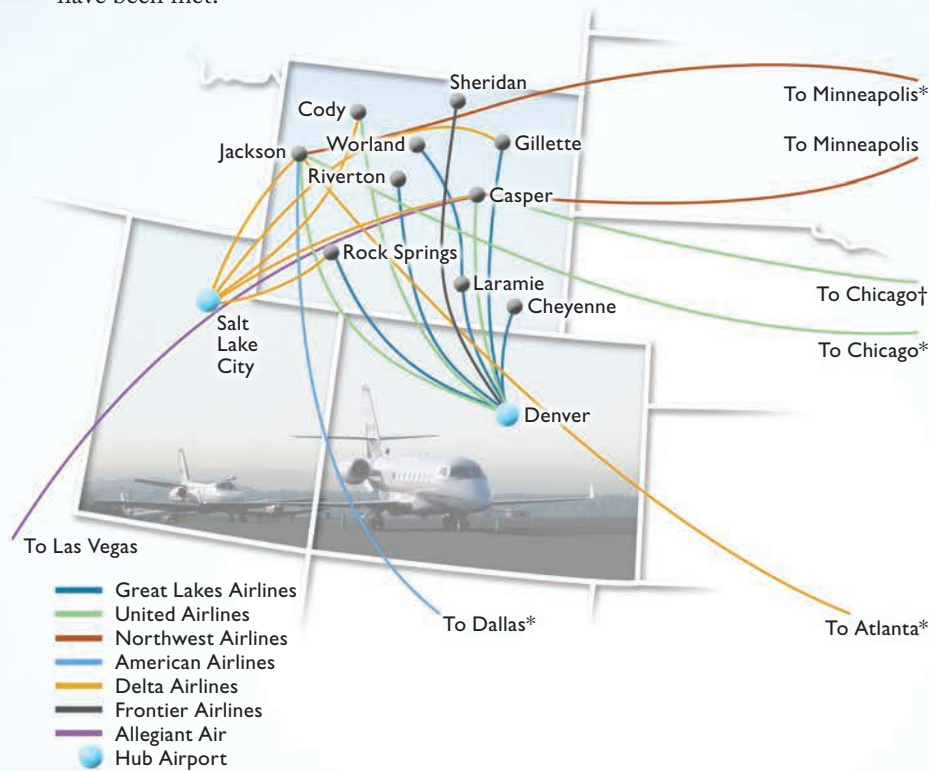 have been met.
Sheridan
Cody
To Minneapolis*
Jackson
Worland
Gillette
To Minneapolis
Riverton
Casper
Rock Springs
Laramie
To Chicago†
Cheyenne
Salt
Lake
City
To Chicago*
Denver
To Las Vegas
Great Lakes Airlines
United Airlines
To Dallas*
To Atlanta*
Northwest Airlines
American Airlines
Delta Airlines
Frontier Airlines
Allegiant Air
Hub Airport